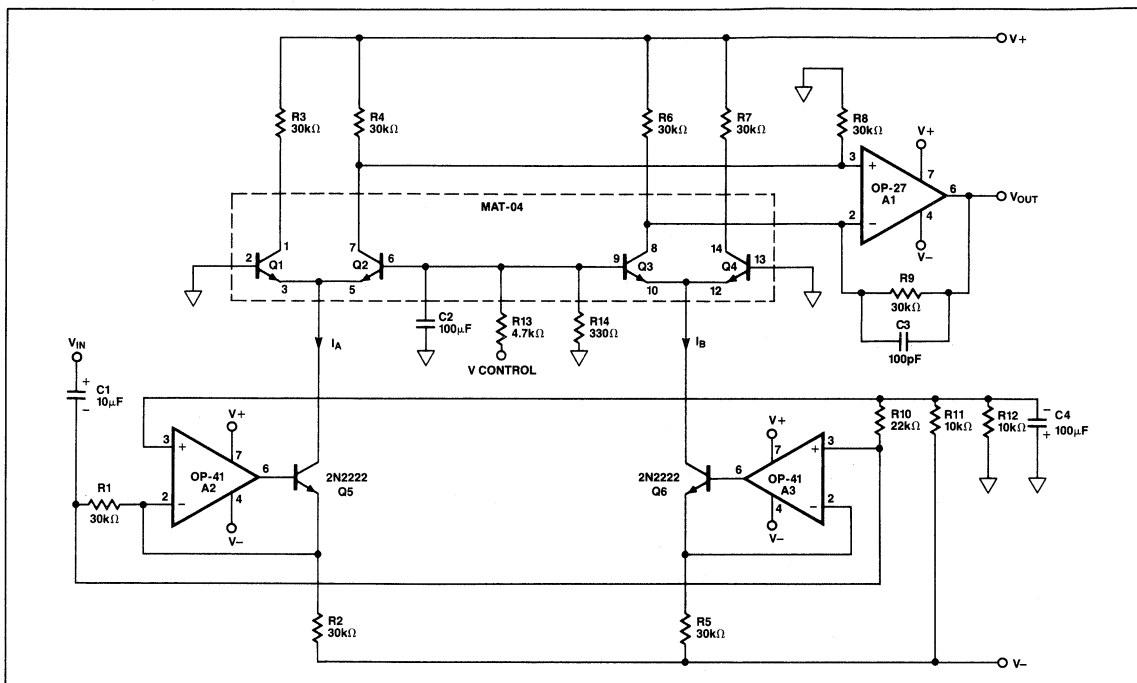 V+
R3
30kΩ
R4
30kΩ
R6
30kΩ
R7
30kΩ
R8
30kΩ
V+
3
+
7
OP-27
A1
6
VOUT
2
−
4
V−
MAT-04
1
2
Q1
3
7
Q2
6
5
8
9
Q3
10
14
Q4
13
12
R9
30kΩ
C3
100pF
C2
100µF
R13
4.7kΩ
V CONTROL
R14
330Ω
IA
IB
VIN
+
C1
10µF
−
V+
3
+
7
OP-41
A2
6
2
−
4
V−
R1
30kΩ
2N2222
Q5
2N2222
Q6
V+
7
3
+
6
OP-41
A3
4
2
−
V−
R10
22kΩ
R11
10kΩ
R12
10kΩ
−
C4
+
100µF
R2
30kΩ
R5
30kΩ
V−